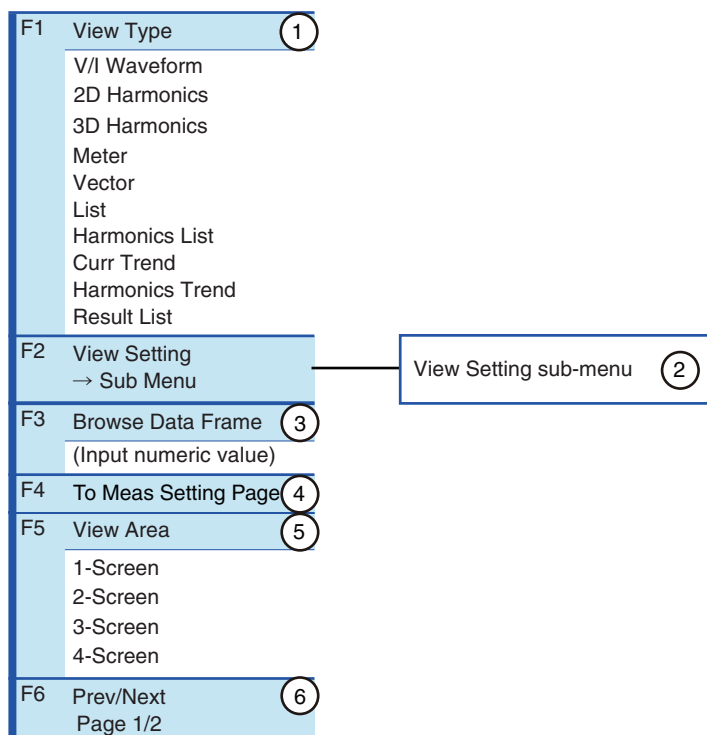 F1 View Type 1
V/I Waveform
2D Harmonics
3D Harmonics
Meter
Vector
List
Harmonics List
Curr Trend
Harmonics Trend
Result List
F2 View Setting
→ Sub Menu
View Setting sub-menu 2
F3 Browse Data Frame 3
(Input numeric value)
F4 To Meas Setting Page 4
F5 View Area 5
1-Screen
2-Screen
3-Screen
4-Screen
F6 Prev/Next 6
Page 1/2